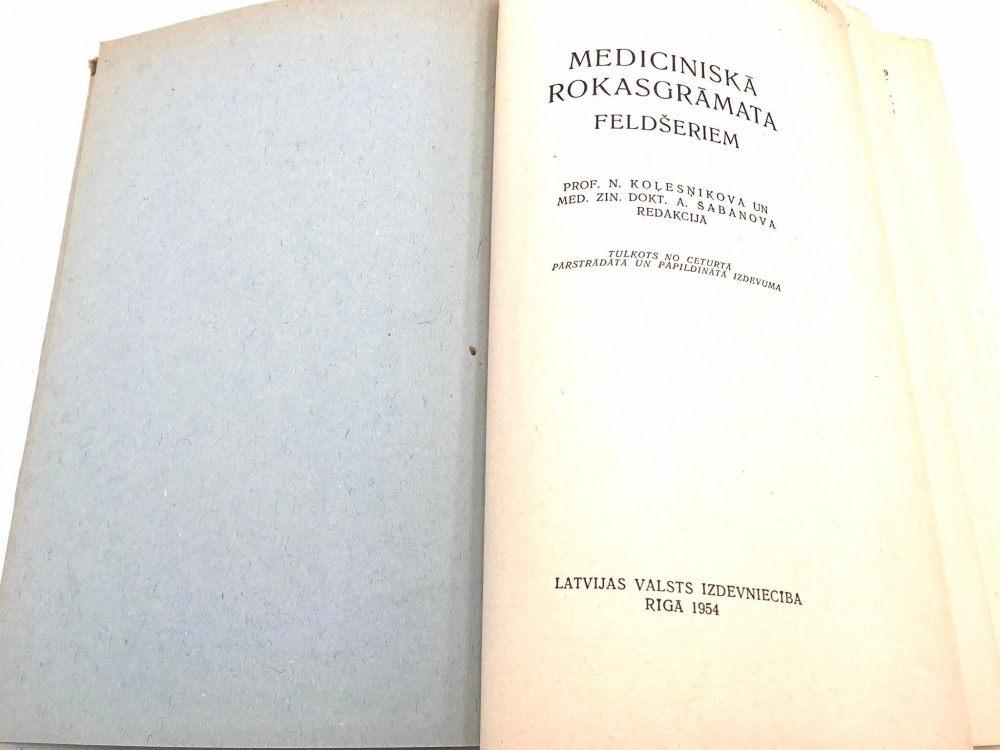 MEDICINISKĀ
ROKASGRĀMATA
FELDŠERIEM
PROF. N. KOĻESŅIKOVA UN
MED. ZIN. DOKT. A. SABANOVA
REDAKCIJĀ
TULKOTS NO CETURTĀ
PĀRSTRĀDĀTĀ UN PAPILDINĀTĀ IZDEVUMA
LATVIJAS VALSTS IZDEVNIECĪBA
RĪGĀ 1954
9